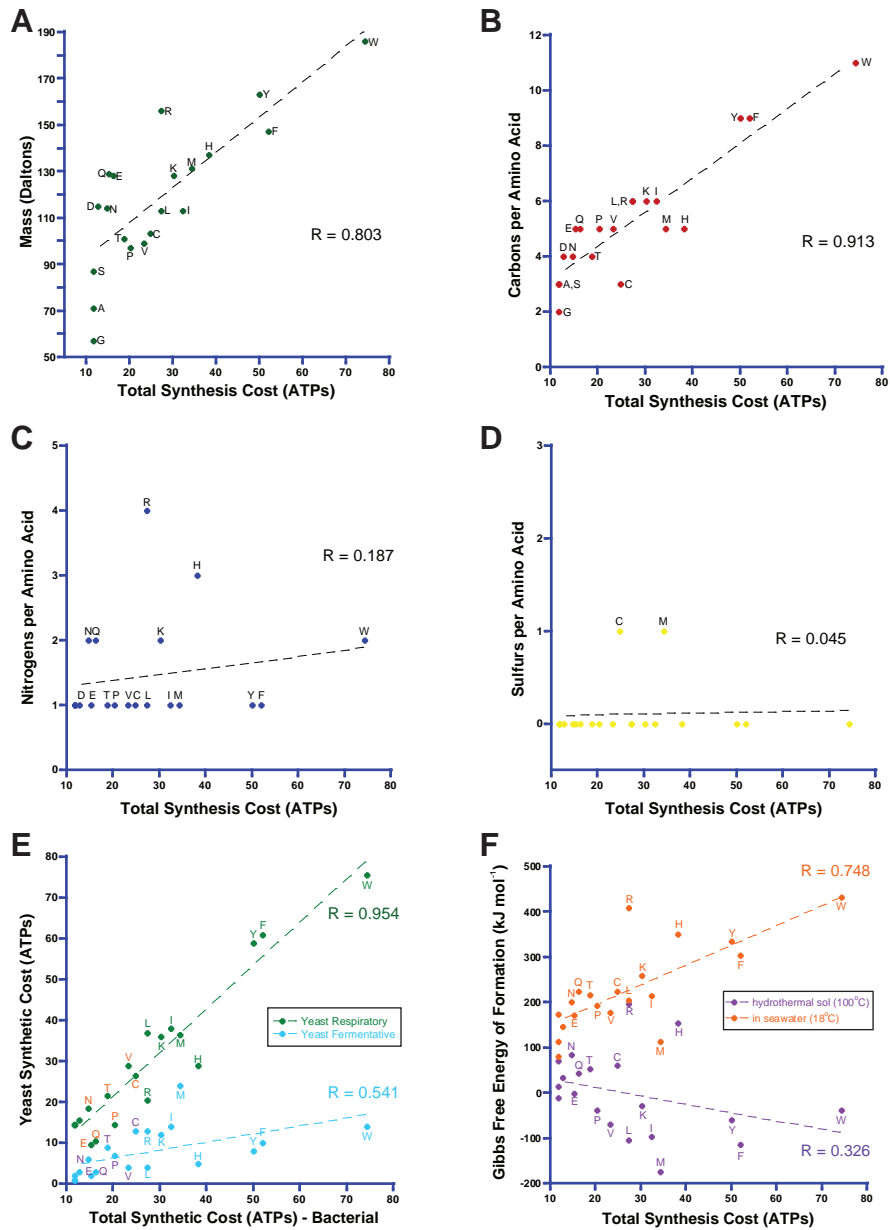 A
190
170
150
130
110
90
70
50
Mass (Daltons)
W
Y
F
R
H
M
K
Q E
D N
L I
T C
P V
S
A
G
R = 0.803
10 20 30 40 50 60 70 80
Total Synthesis Cost (ATPs)
B
12
10
8
6
4
2
0
Carbons per Amino Acid
W
Y F
L,R K I
E Q P V M H
D N T
A,S C
G
R = 0.913
10 20 30 40 50 60 70 80
Total Synthesis Cost (ATPs)
C
5
4
3
2
1
0
Nitrogens per Amino Acid
R
H
N Q K W
D E T P V C L I M Y F
R = 0.187
10 20 30 40 50 60 70 80
Total Synthesis Cost (ATPs)
D
3
2
1
0
Sulfurs per Amino Acid
C M
R = 0.045
10 20 30 40 50 60 70 80
Total Synthesis Cost (ATPs)
E
80
70
60
50
40
30
20
10
0
Yeast Synthetic Cost (ATPs)
R = 0.954
W
F
Y
L I
V K M
H
T C
N R
E Q P
Yeast Respiratory
Yeast Fermentative
R = 0.541
M
C I
T R K
N P
E Q V L H Y F W
10 20 30 40 50 60 70 80
Total Synthetic Cost (ATPs) - Bacterial
F
500
400
300
200
100
0
-100
-200
Gibbs Free Energy of Formation (kJ mol⁻¹)
R = 0.748
W
R
H
Y
F
K
N Q T C L
E P V I
M
hydrothermal sol (100°C)
in seawater (18°C)
R
H
N Q T C
E
P V K
L I
M
Y W
F
R = 0.326
10 20 30 40 50 60 70 80
Total Synthesis Cost (ATPs)